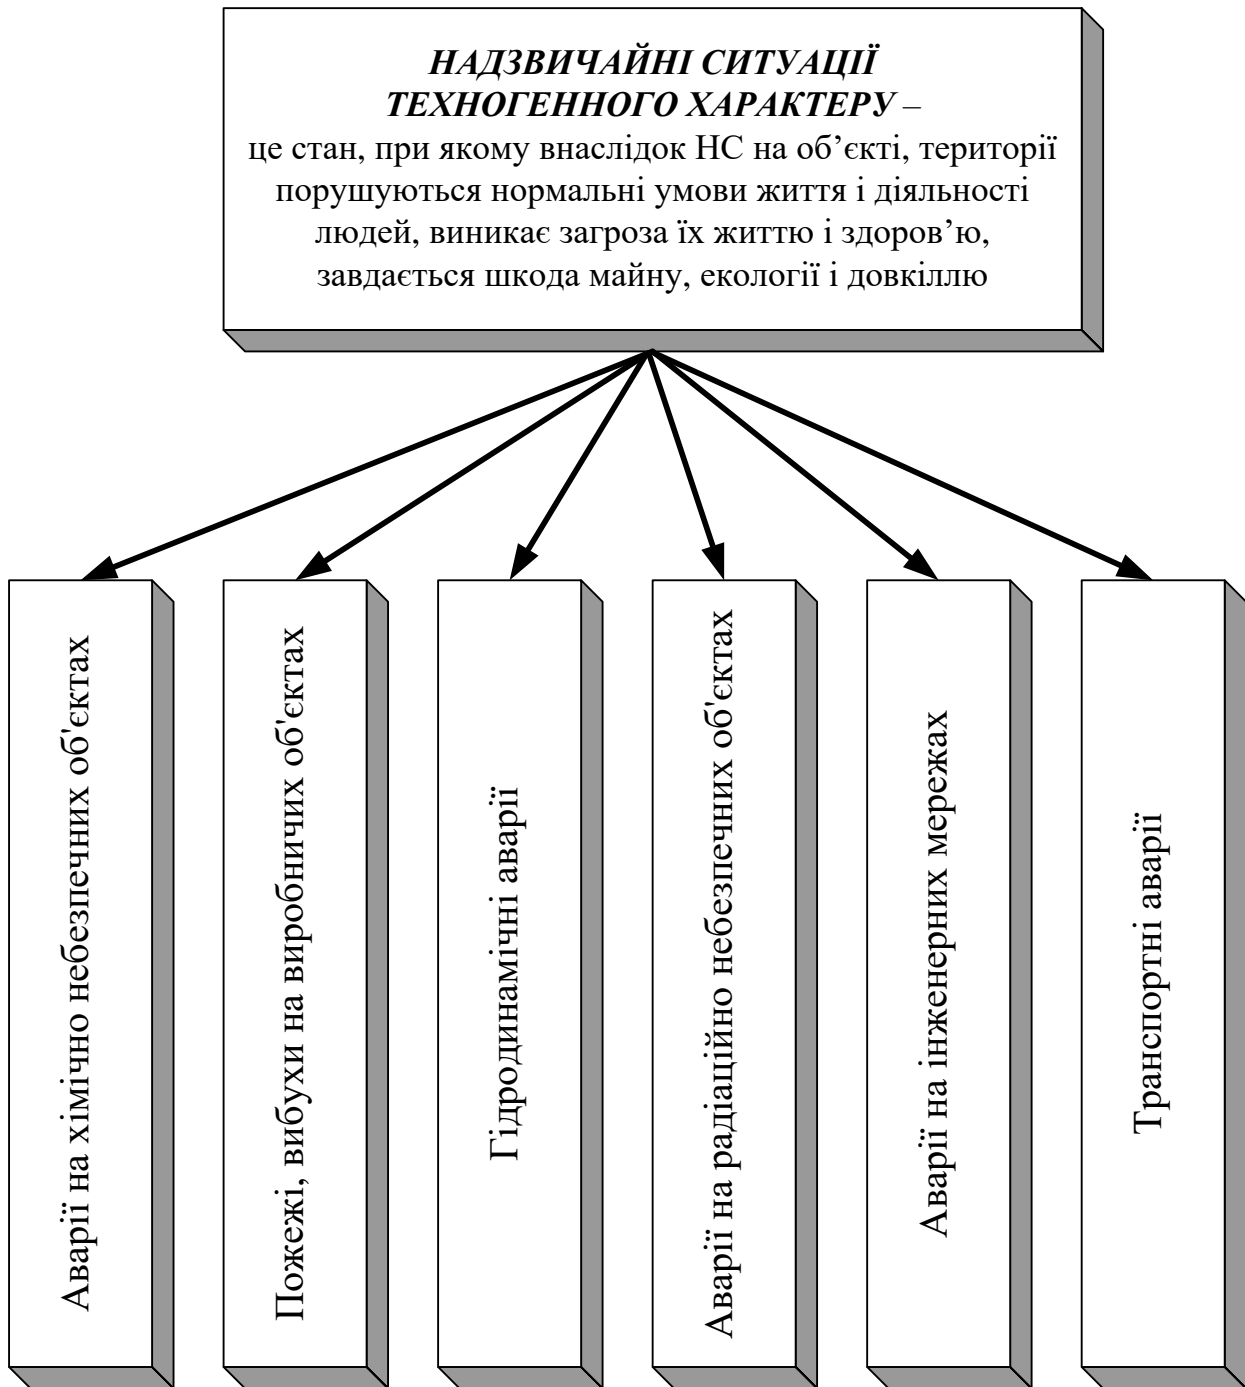 НАДЗВИЧАЙНІ СИТУАЦІЇ
ТЕХНОГЕННОГО ХАРАКТЕРУ –
це стан, при якому внаслідок НС на об’єкті, території
порушуються нормальні умови життя і діяльності
людей, виникає загроза їх життю і здоров’ю,
завдається шкода майну, екології і довкіллю
Аварії на хімічно небезпечних об'єктах
Пожежі, вибухи на виробничих об'єктах
Гідродинамічні аварії
Аварії на радіаційно небезпечних об'єктах
Аварії на інженерних мережах
Транспортні аварії